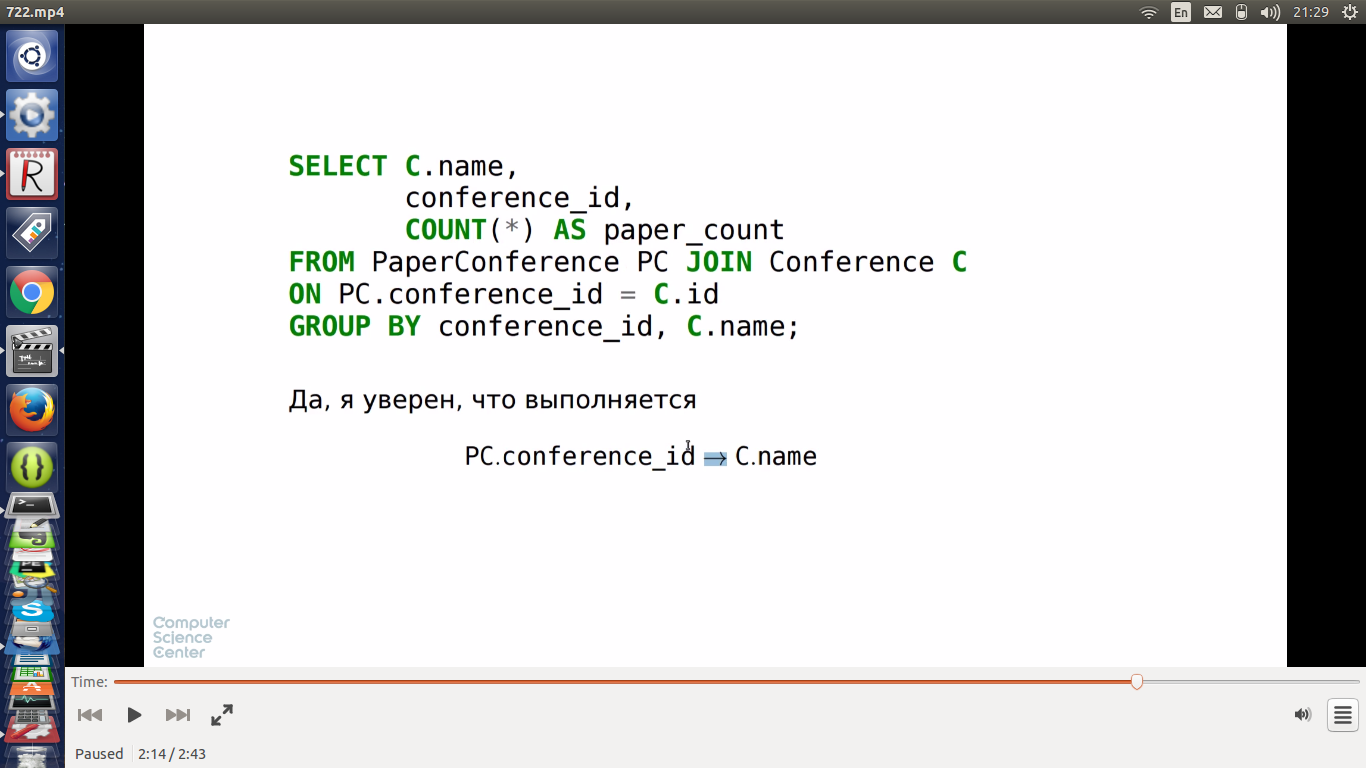 722.mp4
En
21:29
SELECT C.name,
conference_id,
COUNT(*) AS paper_count
FROM PaperConference PC JOIN Conference C
ON PC.conference_id = C.id
GROUP BY conference_id, C.name;
Да, я уверен, что выполняется
PC.conference_id → C.name
Computer
Science
Center
Time:
Paused 2:14 / 2:43